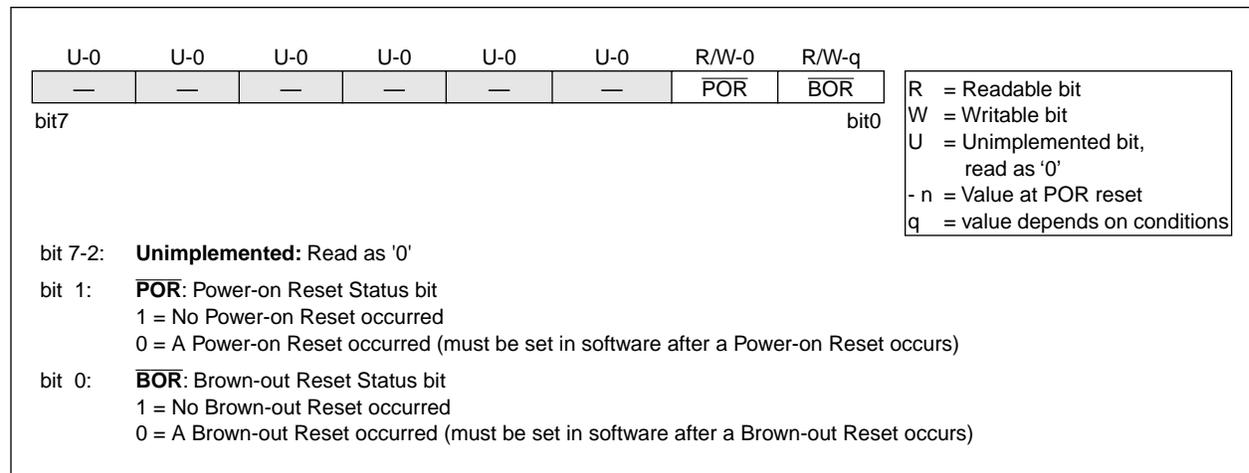 U-0 U-0 U-0 U-0 U-0 U-0 R/W-0 R/W-q
— — — — — — P̅O̅R̅ B̅O̅R̅
bit7 bit0
R = Readable bit
W = Writable bit
U = Unimplemented bit,
read as ‘0’
- n = Value at POR reset
q = value depends on conditions
bit 7-2: Unimplemented: Read as '0'
bit 1: P̅O̅R̅: Power-on Reset Status bit
1 = No Power-on Reset occurred
0 = A Power-on Reset occurred (must be set in software after a Power-on Reset occurs)
bit 0: B̅O̅R̅: Brown-out Reset Status bit
1 = No Brown-out Reset occurred
0 = A Brown-out Reset occurred (must be set in software after a Brown-out Reset occurs)